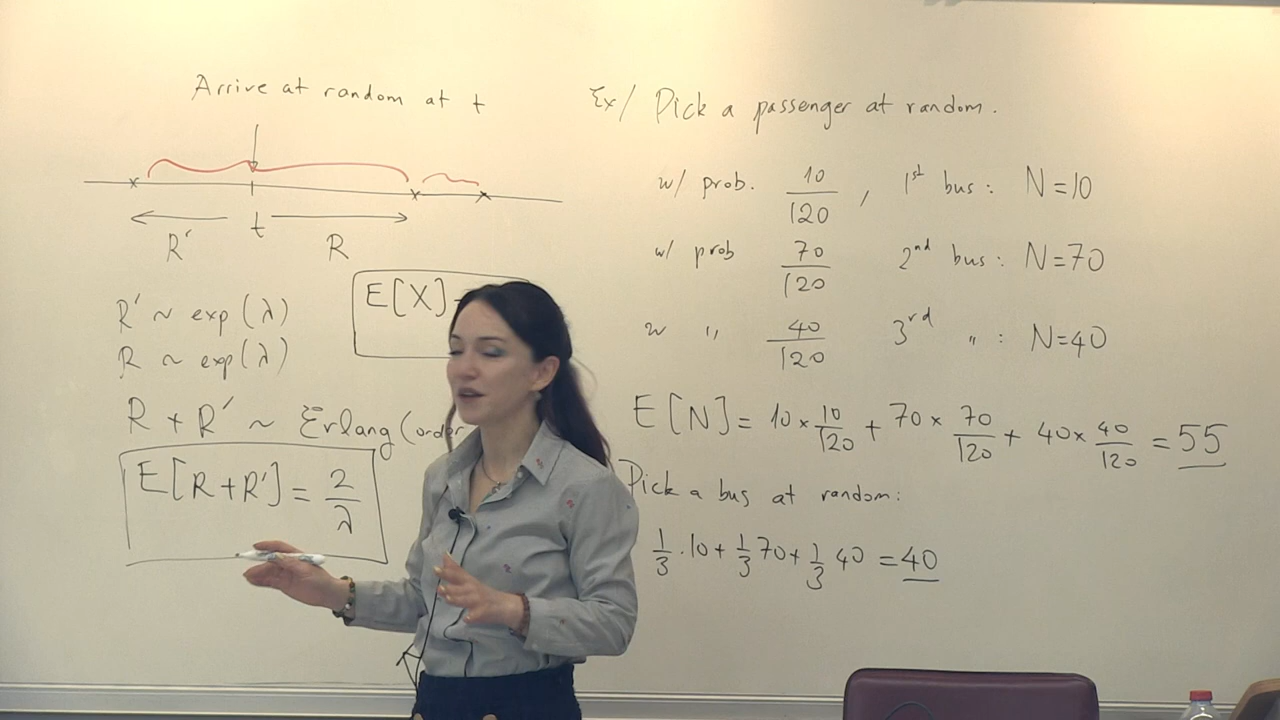 Arrive at random at t
t
R′
R
R′ ~ exp(λ)
R ~ exp(λ)
E[X]
R + R′ ~ Erlang(order
E[R+R′] = 2/λ
Ex/ Pick a passenger at random.
w/ prob. 10/120, 1st bus: N=10
w/ prob 70/120 2nd bus: N=70
w ,, 40/120 3rd ,, : N=40
E[N] = 10×10/120 + 70×70/120 + 40×40/120 = 55
Pick a bus at random:
1/3.10+1/3 70+1/3 40 = 40